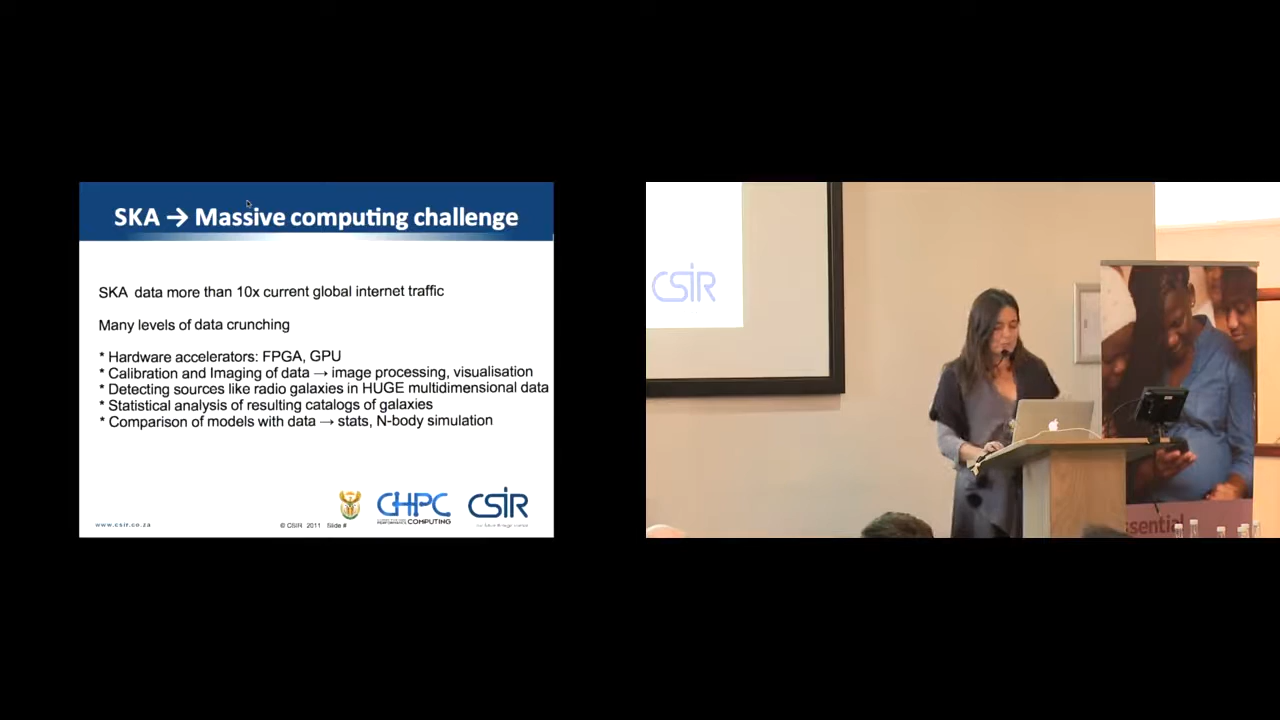 SKA → Massive computing challenge
SKA data more than 10x current global internet traffic
Many levels of data crunching
* Hardware accelerators: FPGA, GPU
* Calibration and Imaging of data → image processing, visualisation
* Detecting sources like radio galaxies in HUGE multidimensional data
* Statistical analysis of resulting catalogs of galaxies
* Comparison of models with data → stats, N-body simulation
www.csir.co.za
© CSIR 2011 Slide #
CHPC
COMPUTING
CSIR
CSIR
ssential